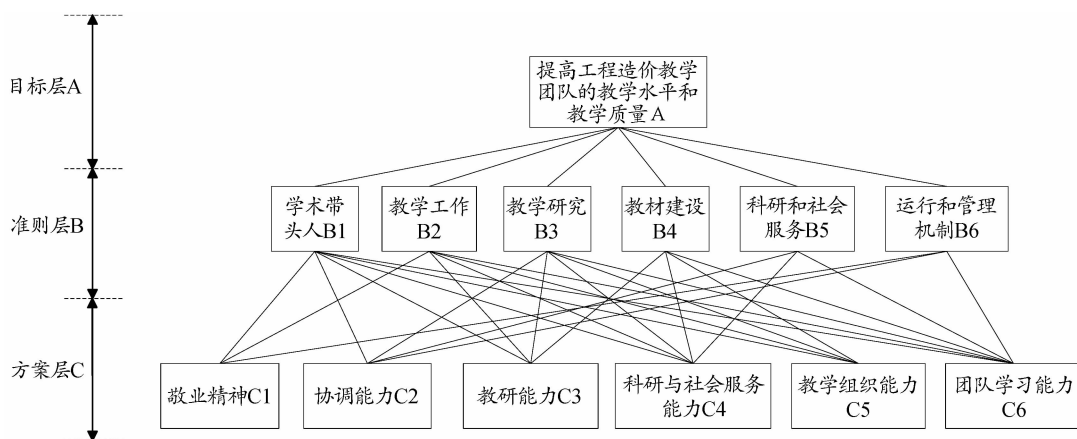 目标层A
提高工程造价教学
团队的教学水平和
教学质量A
准则层B
学术带
头人B1
教学工作
B2
教学研究
B3
教材建设
B4
科研和社会
服务B5
运行和管理
机制B6
方案层C
敬业精神C1
协调能力C2
教研能力C3
科研与社会服务
能力C4
教学组织能力
C5
团队学习能力
C6